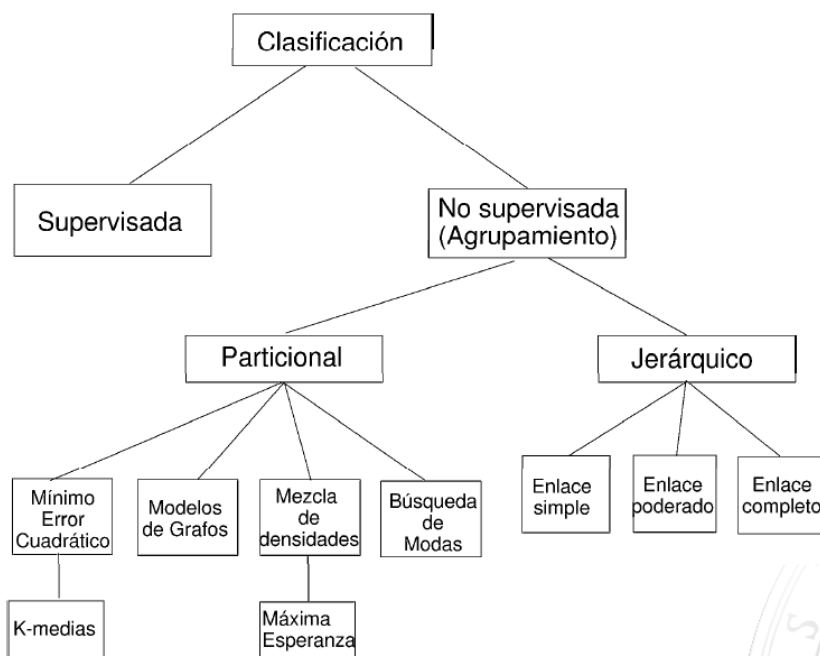 Clasificación
Supervisada
No supervisada
(Agrupamiento)
Particional
Jerárquico
Mínimo
Error
Cuadrático
Modelos
de Grafos
Mezcla
de
densidades
Búsqueda
de
Modas
Enlace
simple
Enlace
poderado
Enlace
completo
K-medias
Máxima
Esperanza